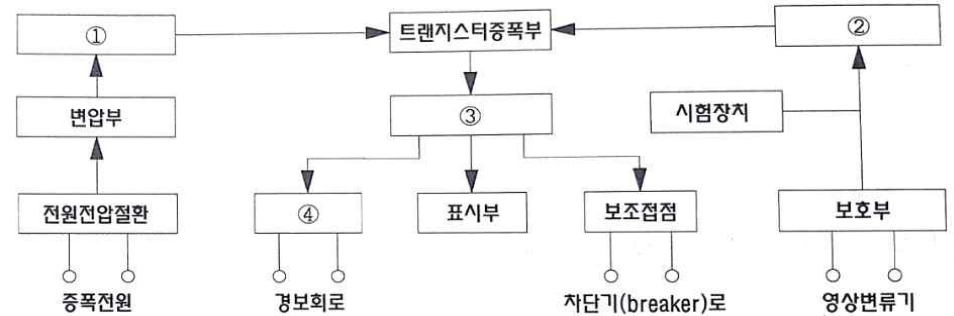 ①
트랜지스터증폭부
②
변압부
③
시험장치
전원전압절환
④
표시부
보조접점
보호부
증폭전원
경보회로
차단기(breaker)로
영상변류기